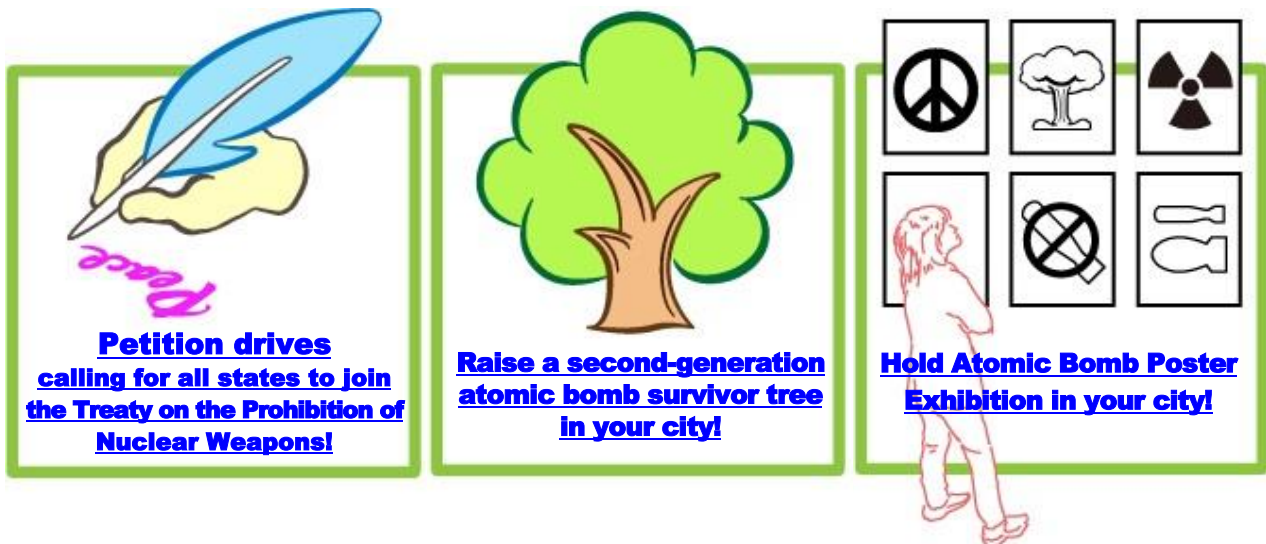 Peace
Petition drives
calling for all states to join
the Treaty on the Prohibition of
Nuclear Weapons!
Raise a second-generation
atomic bomb survivor tree
in your city!
Hold Atomic Bomb Poster
Exhibition in your city!